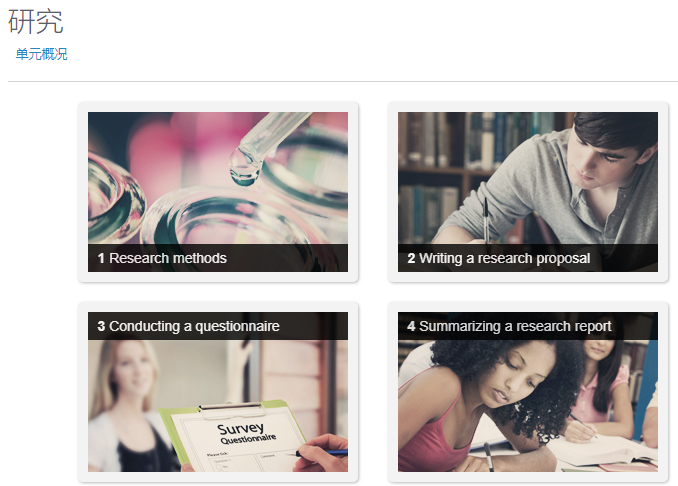 研究
单元概况
1 Research methods
2 Writing a research proposal
3 Conducting a questionnaire
4 Summarizing a research report
Survey
Questionnaire